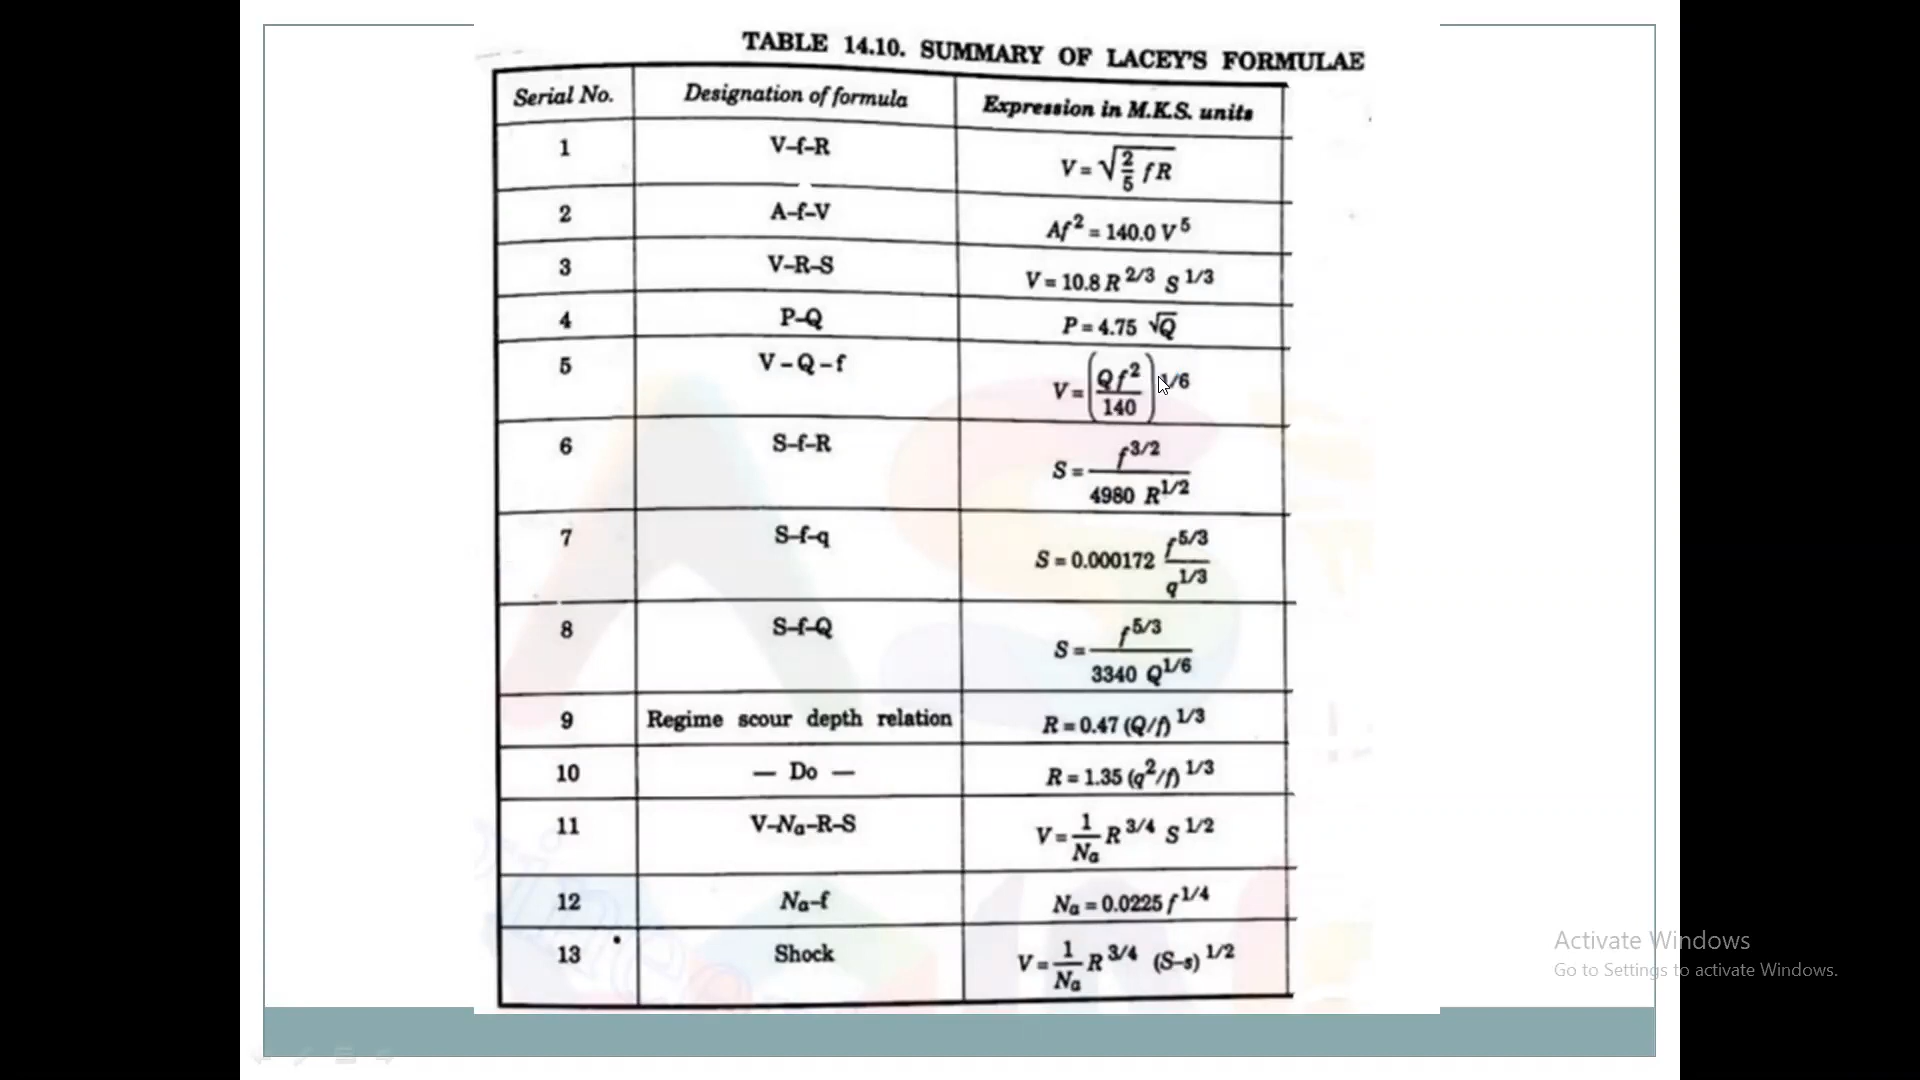 TABLE 14.10. SUMMARY OF LACEY'S FORMULAE
Serial No. Designation of formula Expression in M.K.S. units
1 V–f–R V = √(2/5 fR)
2 A–f–V Af² = 140.0 V⁵
3 V–R–S V = 10.8 R^2/3 S^1/3
4 P–Q P = 4.75 √Q
5 V – Q – f V = (Qf²/140)^1/6
6 S–f–R S = f^3/2 / 4980 R^1/2
7 S–f–q S = 0.000172 f^5/3 / q^1/3
8 S–f–Q S = f^5/3 / 3340 Q^1/6
9 Regime scour depth relation R = 0.47 (Q/f)^1/3
10 — Do — R = 1.35 (q²/f)^1/3
11 V–Na–R–S V = 1/Na R^3/4 S^1/2
12 Na–f Na = 0.0225 f^1/4
13 Shock V = 1/Na R^3/4 (S–s)^1/2
Activate Windows
Go to Settings to activate Windows.